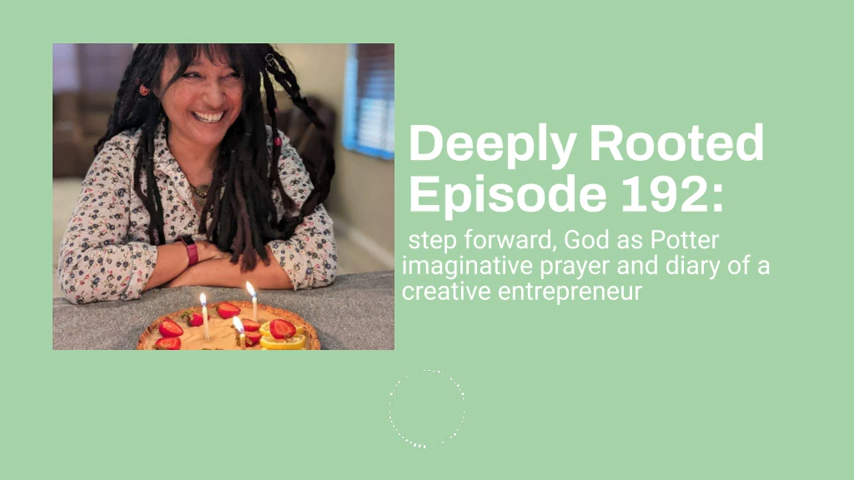 Deeply Rooted
Episode 192:
step forward, God as Potter
imaginative prayer and diary of a
creative entrepreneur